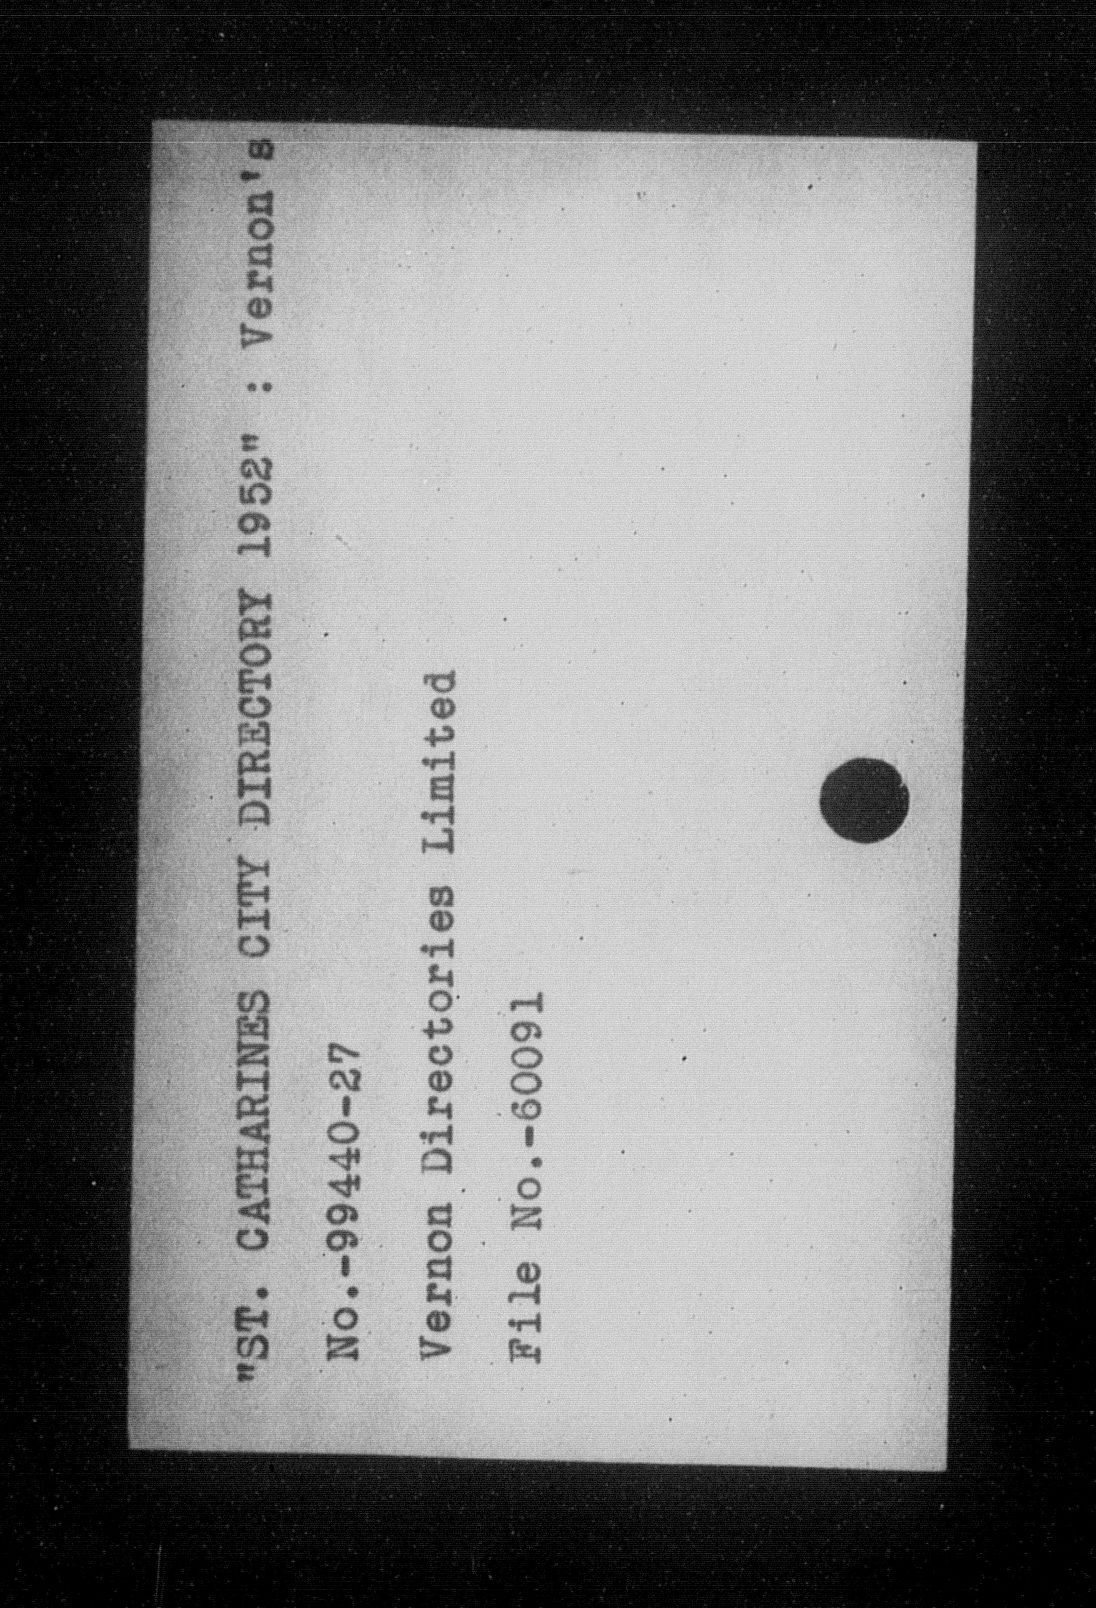 "ST. CATHARINES CITY DIRECTORY 1952" : Vernon's
No.-99440-27
Vernon Directories Limited
File No.-60091